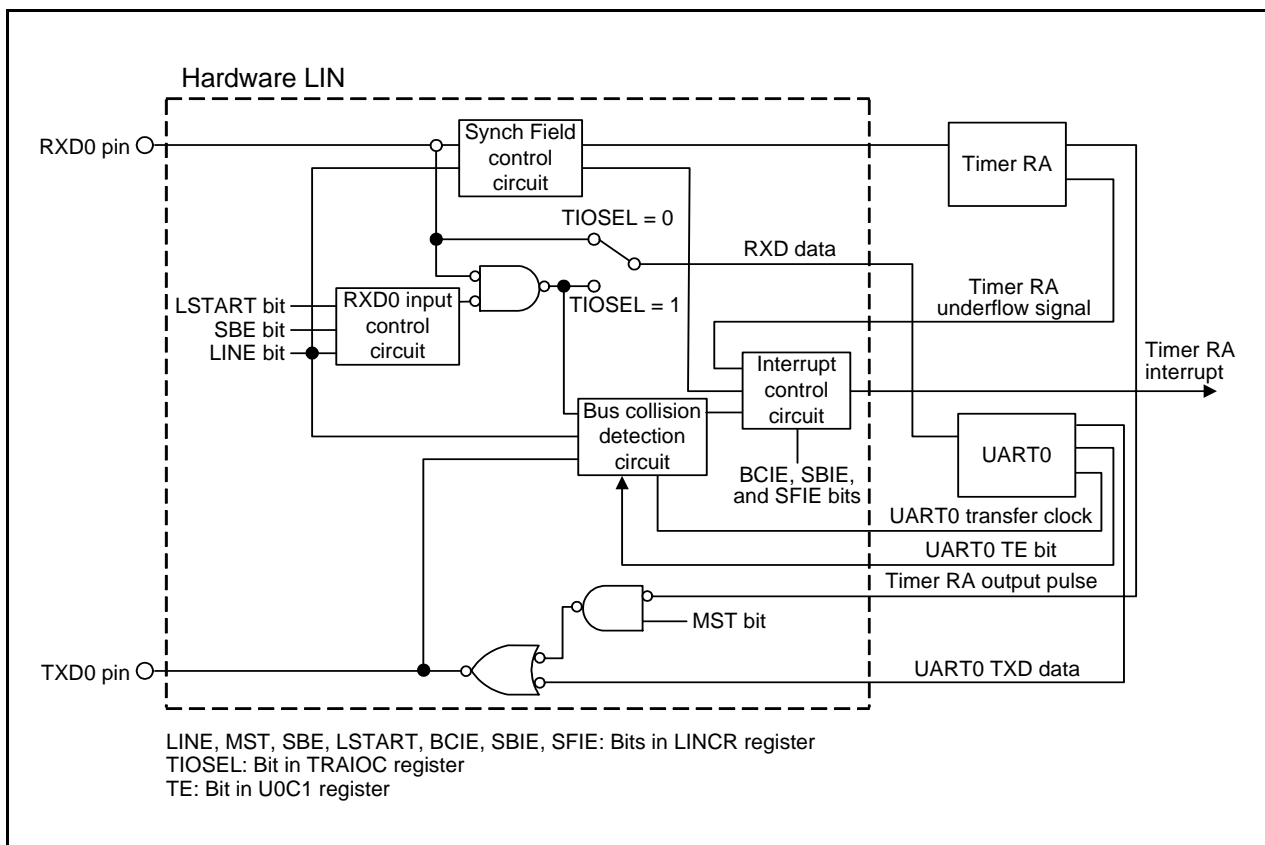 Hardware LIN
RXD0 pin
Synch Field
control
circuit
Timer RA
TIOSEL = 0
RXD data
TIOSEL = 1
LSTART bit
SBE bit
LINE bit
RXD0 input
control
circuit
Timer RA
underflow signal
Interrupt
control
circuit
Timer RA
interrupt
Bus collision
detection
circuit
BCIE, SBIE,
and SFIE bits
UART0
UART0 transfer clock
UART0 TE bit
Timer RA output pulse
MST bit
TXD0 pin
UART0 TXD data
LINE, MST, SBE, LSTART, BCIE, SBIE, SFIE: Bits in LINCR register
TIOSEL: Bit in TRAIOC register
TE: Bit in U0C1 register